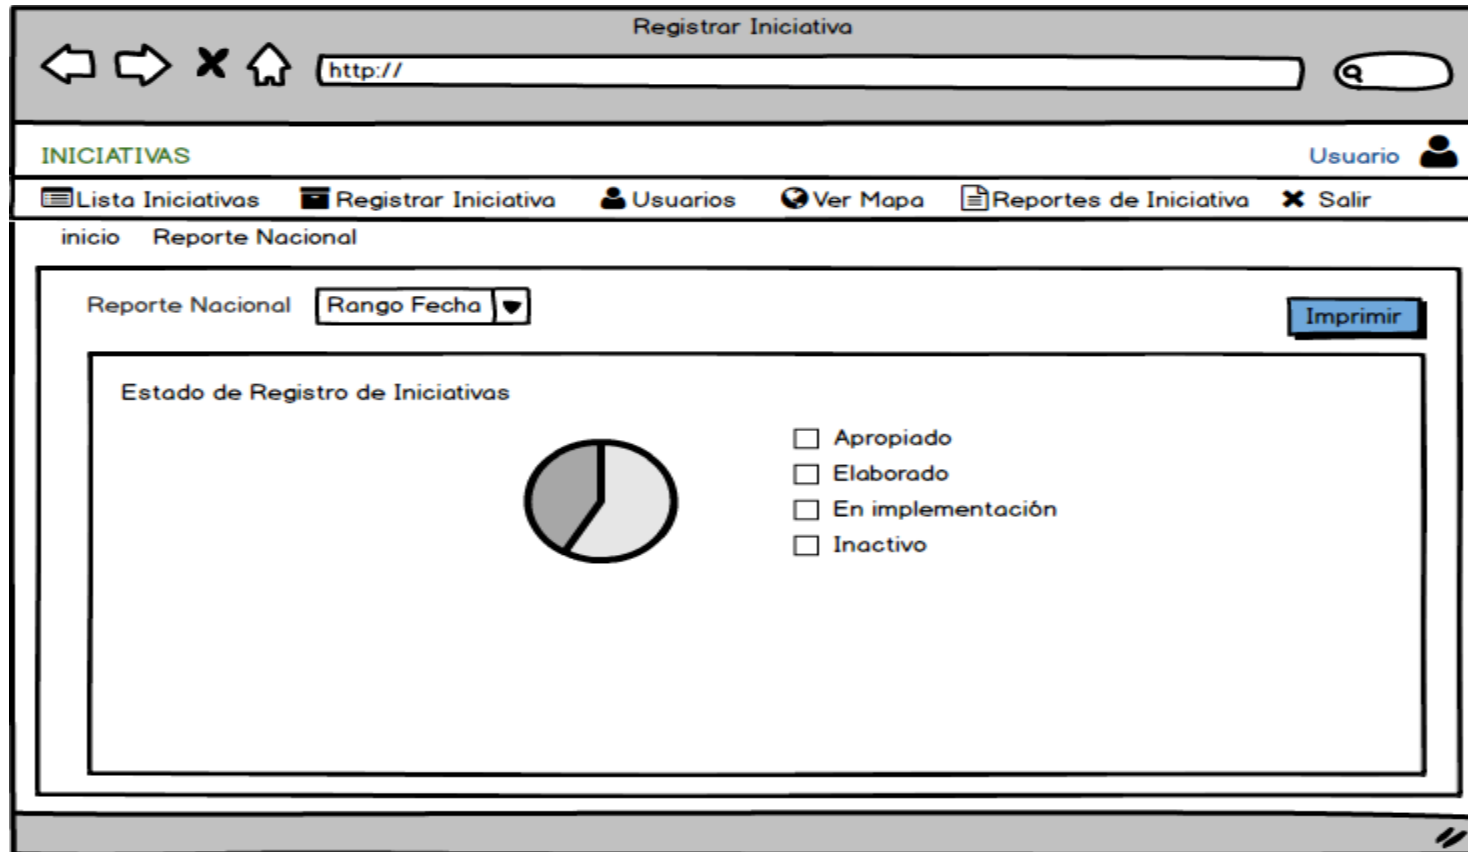 Registrar Iniciativa
http://
INICIATIVAS
Usuario
Lista Iniciativas Registrar Iniciativa Usuarios Ver Mapa Reportes de Iniciativa Salir
inicio Reporte Nacional
Reporte Nacional Rango Fecha
Imprimir
Estado de Registro de Iniciativas
Apropiado
Elaborado
En implementación
Inactivo